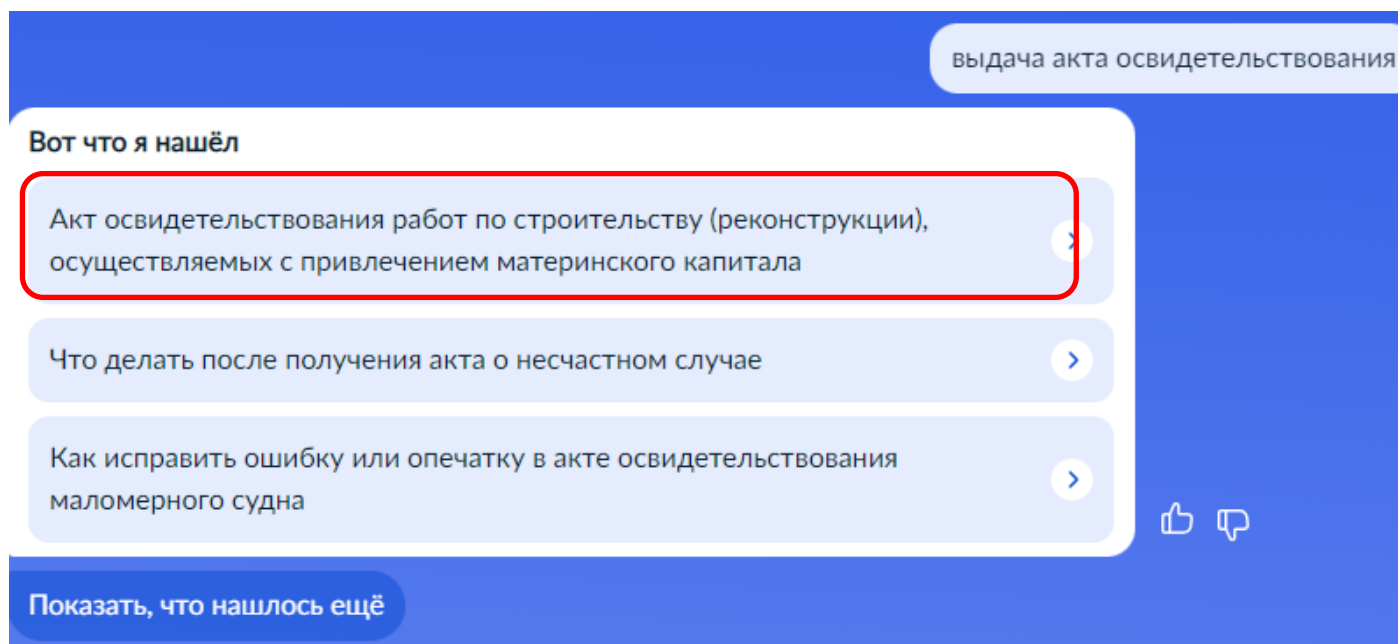 выдача акта освидетельствования
Вот что я нашёл
Акт освидетельствования работ по строительству (реконструкции),
осуществляемых с привлечением материнского капитала
Что делать после получения акта о несчастном случае
Как исправить ошибку или опечатку в акте освидетельствования
маломерного судна
Показать, что нашлось ещё